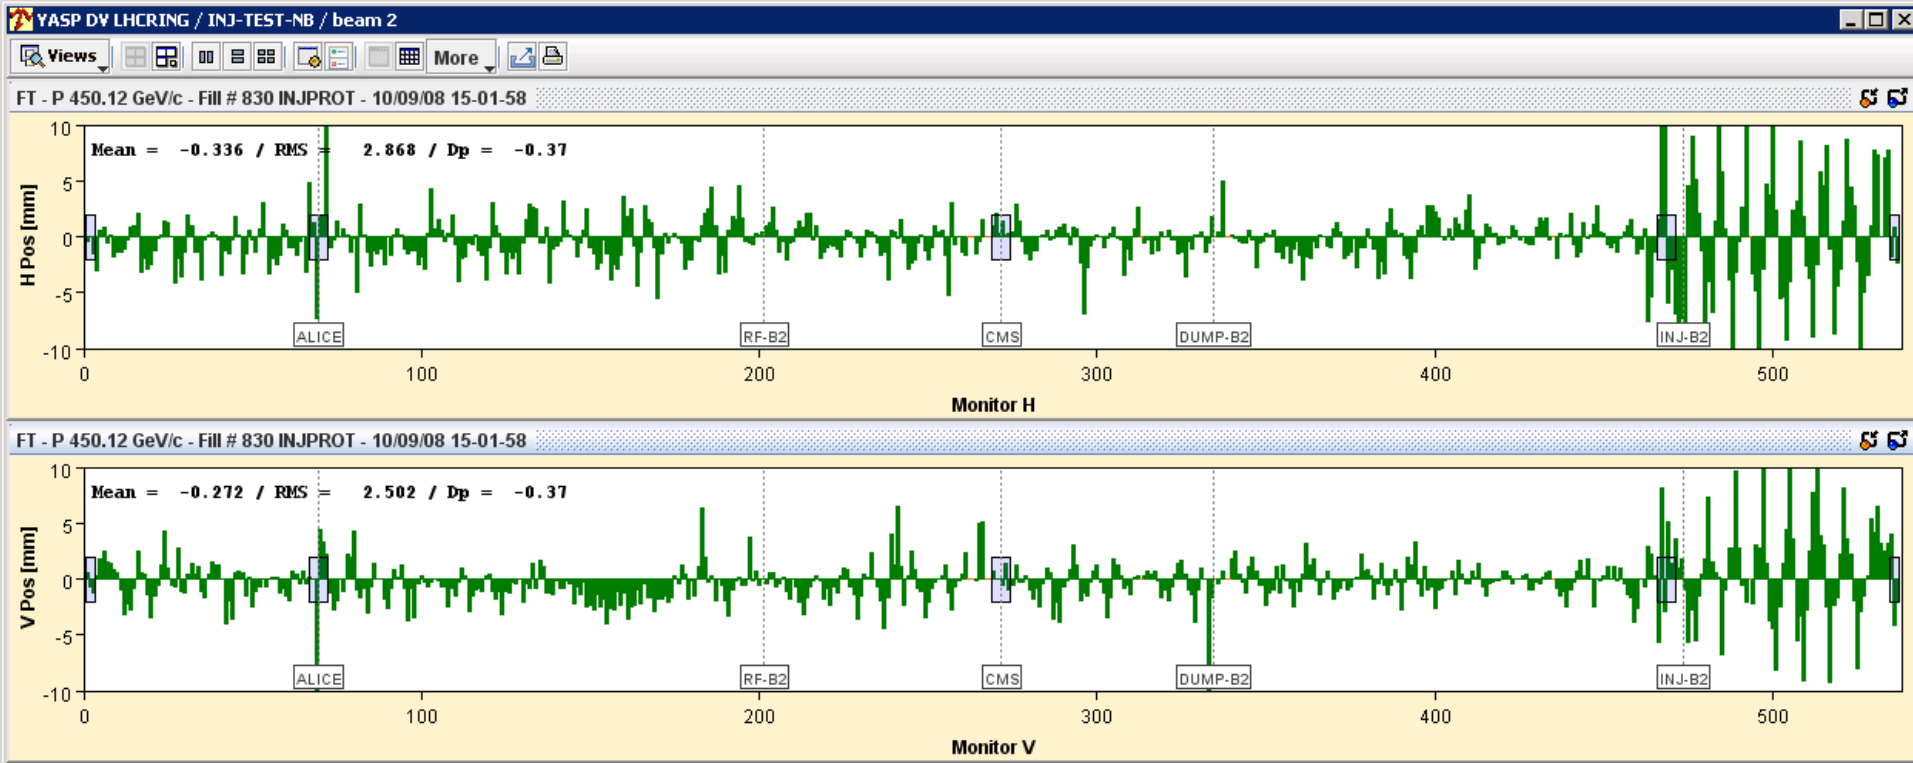 YASP DV LHCRING / INJ-TEST-NB / beam 2
Views More
FT - P 450.12 GeV/c - Fill # 830 INJPROT - 10/09/08 15-01-58
Mean = -0.336 / RMS = 2.868 / Dp = -0.37
H Pos [mm]
10
5
0
-5
-10
ALICE RF-B2 CMS DUMP-B2 INJ-B2
0 100 200 300 400 500
Monitor H
FT - P 450.12 GeV/c - Fill # 830 INJPROT - 10/09/08 15-01-58
Mean = -0.272 / RMS = 2.502 / Dp = -0.37
V Pos [mm]
10
5
0
-5
-10
ALICE RF-B2 CMS DUMP-B2 INJ-B2
0 100 200 300 400 500
Monitor V